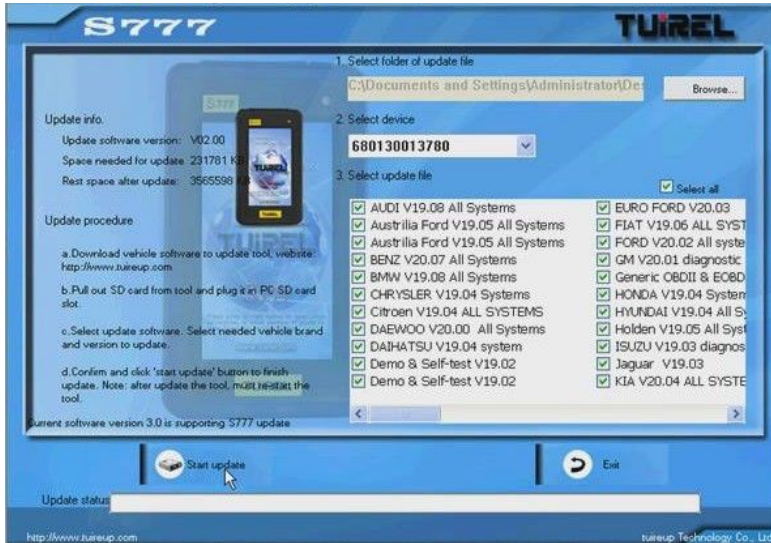 S777
TUIREL
1. Select folder of update file
C:\Documents and Settings\Administrator\De
Browse...
Update info.
Update software version: V02.00
Space needed for update 231781 KB
Rest space after update: 3565598 KB
2. Select device
680130013780
3. Select update file
Select all
AUDI V19.08 All Systems
Austrilia Ford V19.05 All Systems
Austrilia Ford V19.05 All Systems
BENZ V20.07 All Systems
BMW V19.08 All Systems
CHRYSLER V19.04 Systems
Citroen V19.04 ALL SYSTEMS
DAEWOO V20.00 All Systems
DAIHATSU V19.04 system
Demo & Self-test V19.02
Demo & Self-test V19.02
EURO FORD V20.03
FIAT V19.06 ALL SYST
FORD V20.02 All syste
GM V20.01 diagnostic
Generic OBDII & EOBD
HONDA V19.04 System
HYUNDAI V19.04 All S
Holden V19.05 All Syst
ISUZU V19.03 diagnos
Jaguar V19.03
KIA V20.04 ALL SYSTE
Update procedure
a.Download vehicle software
to update tool, website:
http://www.tuireup.com
b.Pull out SD card from tool and plug it in PC SD card
slot.
c.Select update software. Select needed vehicle brand
and version to update.
d.Confirm and click 'start update' button to finish
update. Note: after update the tool, must re-start the
tool.
Current software version 3.0 is supporting S777 update
S777
TUIREL
TUIREL
Start update
Exit
Update status
http://www.tuireup.com
tuireup Technology Co., Ltd